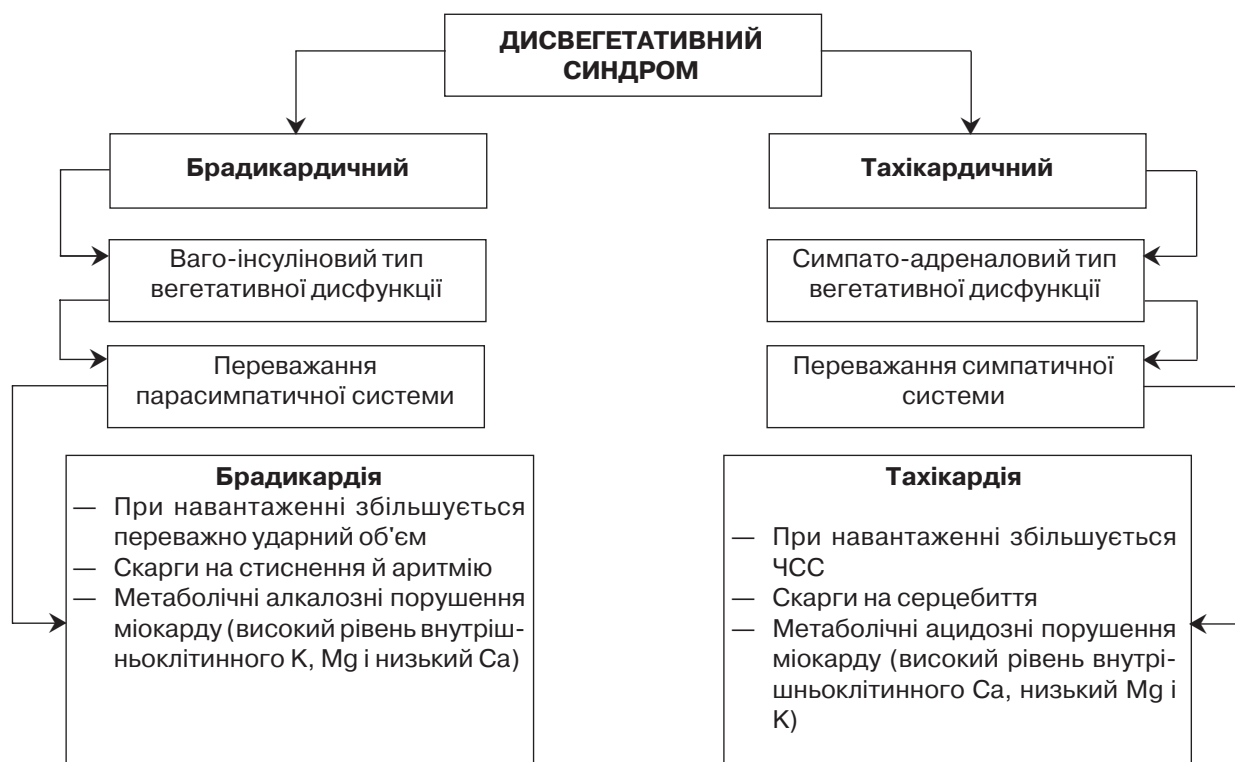 ДИСВЕГЕТАТИВНИЙ
СИНДРОМ
Брадикардичний
Ваго-інсуліновий тип
вегетативної дисфункції
Переважання
парасимпатичної системи
Брадикардія
— При навантаженні збільшується
переважно ударний об'єм
— Скарги на стиснення й аритмію
— Метаболічні алкалозні порушення
міокарду (високий рівень внутріш-
ньоклітинного K, Mg і низький Ca)
Тахікардичний
Симпато-адреналовий тип
вегетативної дисфункції
Переважання симпатичної
системи
Тахікардія
— При навантаженні збільшується
ЧСС
— Скарги на серцебиття
— Метаболічні ацидозні порушення
міокарду (високий рівень внутрі-
шньоклітинного Ca, низький Mg і
K)